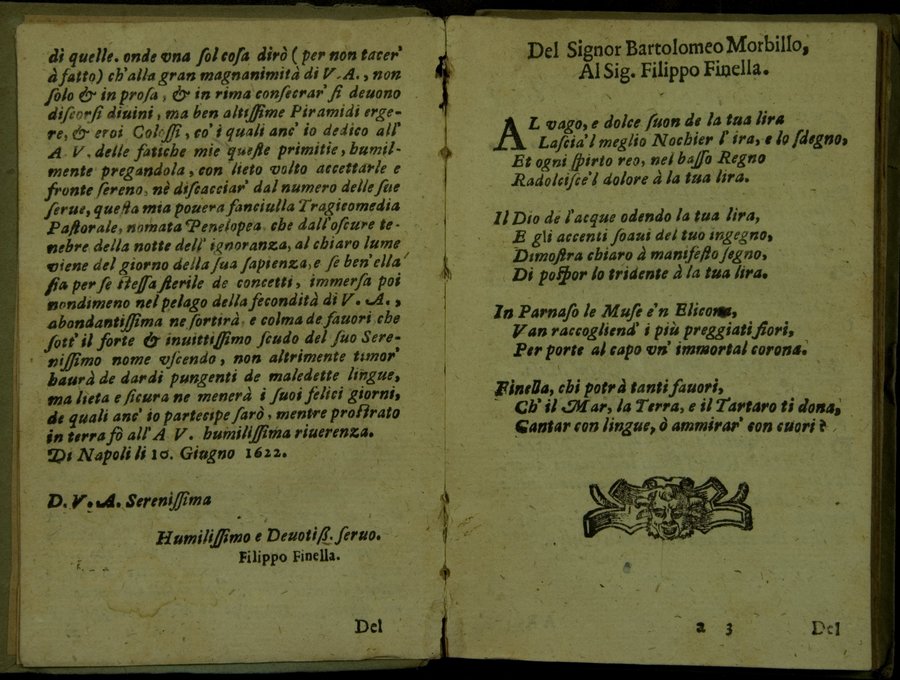 di quelle. onde vna ſol coſa dirò ( per non tacer'
à fatto) ch'alla gran magnanimità di V. A., non
ſolo & in proſa, & in rima conſecrar' ſi deuono
diſcorſi diuini, ma ben altiſſime Piramidi erge-
re, & eroi Coloſſi, co' i quali anc' io dedico all'
A V. delle fatiche mie queſte primitie, humil-
mente pregandola, con lieto volto accettarle e
fronte ſereno, nè diſcacciar' dal numero delle ſue
ſerue, queſta mia pouera fanciulla Tragicomedia
Paſtorale, nomata Penelopea che dall'oſcure te-
nebre della notte dell' ignoranza, al chiaro lume
viene del giorno della ſua ſapienza, e ſe ben'ella
ſia per ſe ſteſſa ſterile de concetti, immerſa poi
nondimeno nel pelago della fecondità di V. A.,
abondantiſſima ne ſortirà e colma de fauori che
ſott' il forte & inuittiſſimo ſcudo del ſuo Sere-
niſſimo nome vſcendo, non altrimente timor'
haurà de dardi pungenti de maledette lingue,
ma lieta e ſicura ne menerà i ſuoi felici giorni,
de quali anc' io partecipe ſarò, mentre proſtrato
in terra fò all' A V. humiliſſima riuerenza.
Di Napoli li 10. Giugno 1622.
D. V. A. Sereniſſima
Humiliſſimo e Deuotiß. ſeruo.
Filippo Finella.
Del
Del Signor Bartolomeo Morbillo,
Al Sig. Filippo Finella.
AL vago, e dolce ſuon de la tua lira
Laſcia'l meglio Nochier l' ira, e lo ſdegno,
Et ogni ſpirto reo, nel baſſo Regno
Radolciſce'l dolore à la tua lira.
Il Dio de l'acque odendo la tua lira,
E gli accenti ſoaui del tuo ingegno,
Dimoſtra chiaro à manifeſto ſegno,
Di poſpor lo tridente à la tua lira.
In Parnaſo le Muſe e'n Elicona,
Van raccogliend' i più preggiati fiori,
Per porte al capo vn' immortal corona.
Finella, chi potrà tanti fauori,
Ch' il Mar, la Terra, e il Tartaro ti dona,
Cantar con lingue, ò ammirar' con cuori?
a 3
Del